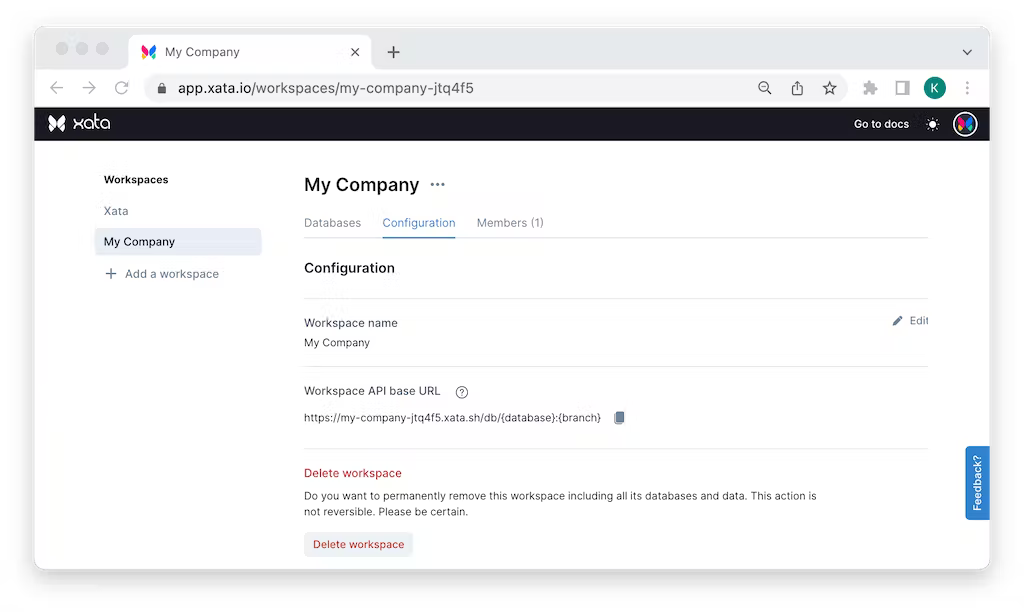 My Company
app.xata.io/workspaces/my-company-jtq4f5
K
xata
Go to docs
Workspaces
Xata
My Company
Add a workspace
My Company
Databases Configuration Members (1)
Configuration
Workspace name
Edit
My Company
Workspace API base URL ?
https://my-company-jtq4f5.xata.sh/db/{database}:{branch}
Delete workspace
Do you want to permanently remove this workspace including all its databases and data. This action is
not reversible. Please be certain.
Delete workspace
Feedback?